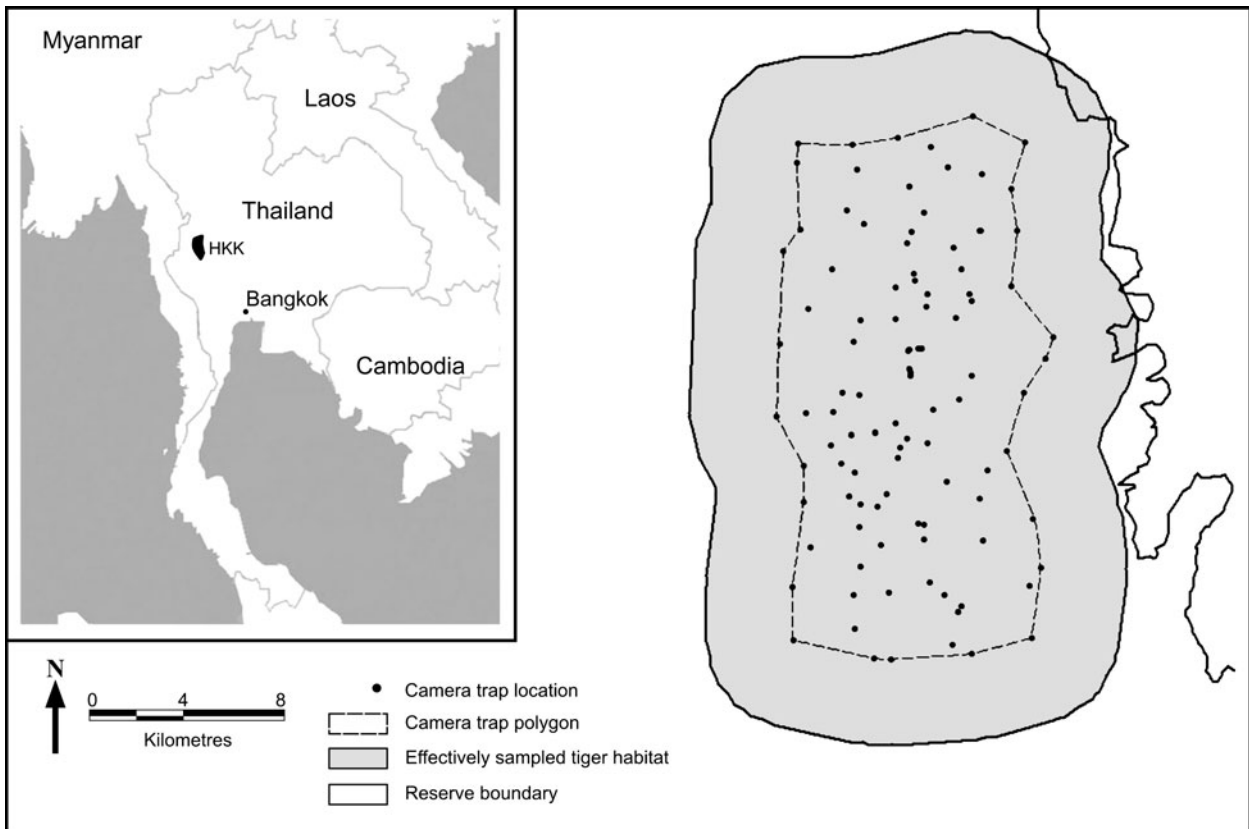 Myanmar
Laos
Thailand
HKK
Bangkok
Cambodia
N
0 4 8
Kilometres
Camera trap location
Camera trap polygon
Effectively sampled tiger habitat
Reserve boundary